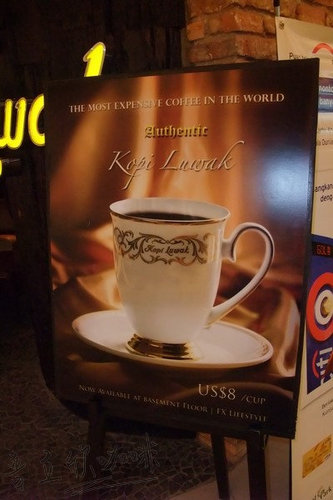 THE MOST EXPENSIVE COFFEE IN THE WORLD
Authentic
Kopi Luwak
Kopi Luwak
US$8 /CUP
NOW AVAILABLE AT BASEMENT FLOOR | FX LIFESTYLE